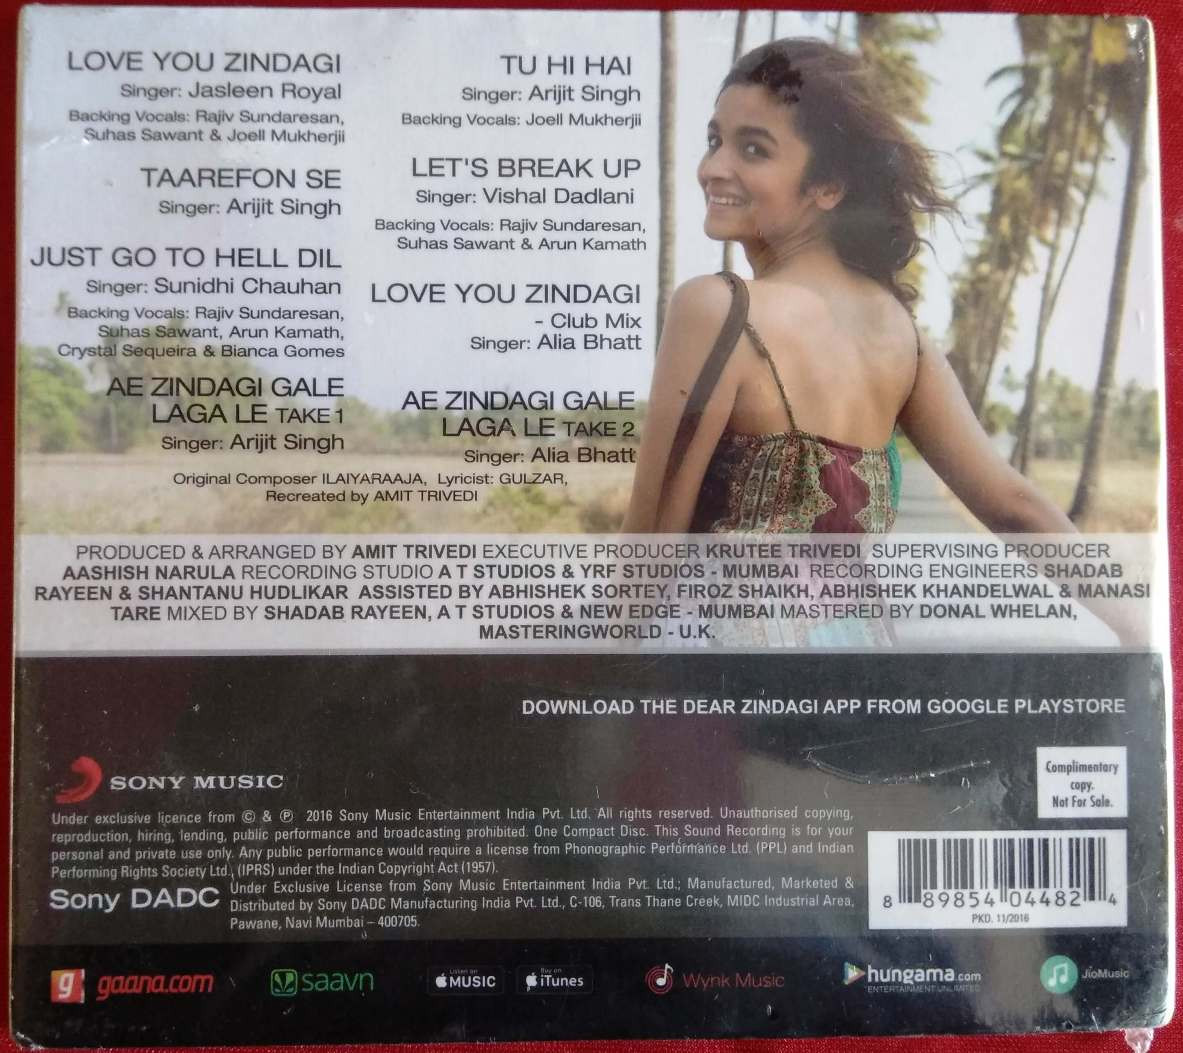 LOVE YOU ZINDAGI
Singer: Jasleen Royal
Backing Vocals: Rajiv Sundaresan,
Suhas Sawant & Joell Mukherjii
TAAREFON SE
Singer: Arijit Singh
JUST GO TO HELL DIL
Singer: Sunidhi Chauhan
Backing Vocals: Rajiv Sundaresan,
Suhas Sawant, Arun Kamath,
Crystal Sequeira & Bianca Gomes
AE ZINDAGI GALE
LAGA LE TAKE 1
Singer: Arijit Singh
TU HI HAI
Singer: Arijit Singh
Backing Vocals: Joell Mukherjii
LET'S BREAK UP
Singer: Vishal Dadlani
Backing Vocals: Rajiv Sundaresan,
Suhas Sawant & Arun Kamath
LOVE YOU ZINDAGI
- Club Mix
Singer: Alia Bhatt
AE ZINDAGI GALE
LAGA LE TAKE 2
Singer: Alia Bhatt
Original Composer ILAIYARAAJA, Lyricist: GULZAR,
Recreated by AMIT TRIVEDI
PRODUCED & ARRANGED BY AMIT TRIVEDI EXECUTIVE PRODUCER KRUTEE TRIVEDI SUPERVISING PRODUCER
AASHISH NARULA RECORDING STUDIO A T STUDIOS & YRF STUDIOS - MUMBAI RECORDING ENGINEERS SHADAB
RAYEEN & SHANTANU HUDLIKAR ASSISTED BY ABHISHEK SORTEY, FIROZ SHAIKH, ABHISHEK KHANDELWAL & MANASI
TARE MIXED BY SHADAB RAYEEN, A T STUDIOS & NEW EDGE - MUMBAI MASTERED BY DONAL WHELAN,
MASTERINGWORLD - U.K.
DOWNLOAD THE DEAR ZINDAGI APP FROM GOOGLE PLAYSTORE
SONY MUSIC
Complimentary
copy.
Not For Sale.
Under exclusive licence from © & ℗ 2016 Sony Music Entertainment India Pvt. Ltd. All rights reserved. Unauthorised copying,
reproduction, hiring, lending, public performance and broadcasting prohibited. One Compact Disc. This Sound Recording is for your
personal and private use only. Any public performance would require a license from Phonographic Performance Ltd. (PPL) and Indian
Performing Rights Society Ltd., (IPRS) under the Indian Copyright Act (1957).
Sony DADC
Under Exclusive License from Sony Music Entertainment India Pvt. Ltd.; Manufactured, Marketed &
Distributed by Sony DADC Manufacturing India Pvt. Ltd., C-106, Trans Thane Creek, MIDC Industrial Area,
Pawane, Navi Mumbai – 400705.
8 89854 04482 4
PKD. 11/2016
g gaana.com
saavn
Listen on
MUSIC
Buy on
iTunes
Wynk Music
hungama.com
ENTERTAINMENT UNLIMITED
JioMusic